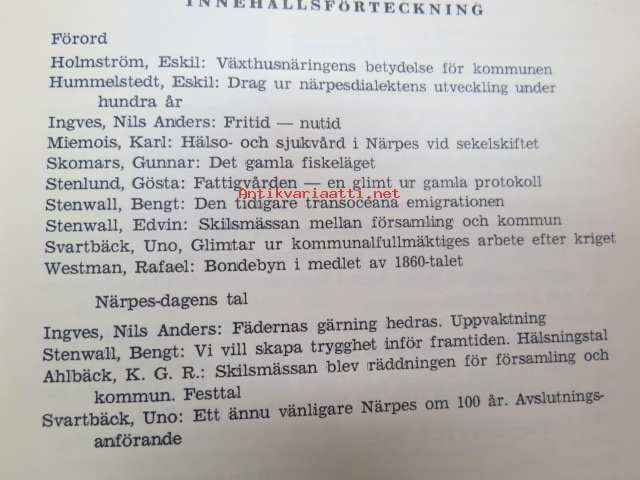 INNEHÅLLSFÖRTECKNING
Förord
Holmström, Eskil: Växthusnäringens betydelse för kommunen
Hummelstedt, Eskil: Drag ur närpesdialektens utveckling under
hundra år
Ingves, Nils Anders: Fritid — nutid
Miemois, Karl: Hälso- och sjukvård i Närpes vid sekelskiftet
Skomars, Gunnar: Det gamla fiskeläget
Stenlund, Gösta: Fattigvården — en glimt ur gamla protokoll
Antikvariaatti.net
Stenwall, Bengt: Den tidigare transoceana emigrationen
Stenwall, Edvin: Skilsmässan mellan församling och kommun
Svartbäck, Uno, Glimtar ur kommunalfullmäktiges arbete efter kriget
Westman, Rafael: Bondebyn i medlet av 1860-talet
Närpes-dagens tal
Ingves, Nils Anders: Fädernas gärning hedras. Uppvaktning
Stenwall, Bengt: Vi vill skapa trygghet inför framtiden. Hälsningstal
Ahlbäck, K. G. R.: Skilsmässan blev räddningen för församling och
kommun. Festtal
Svartbäck, Uno: Ett ännu vänligare Närpes om 100 år. Avslutnings-
anförande